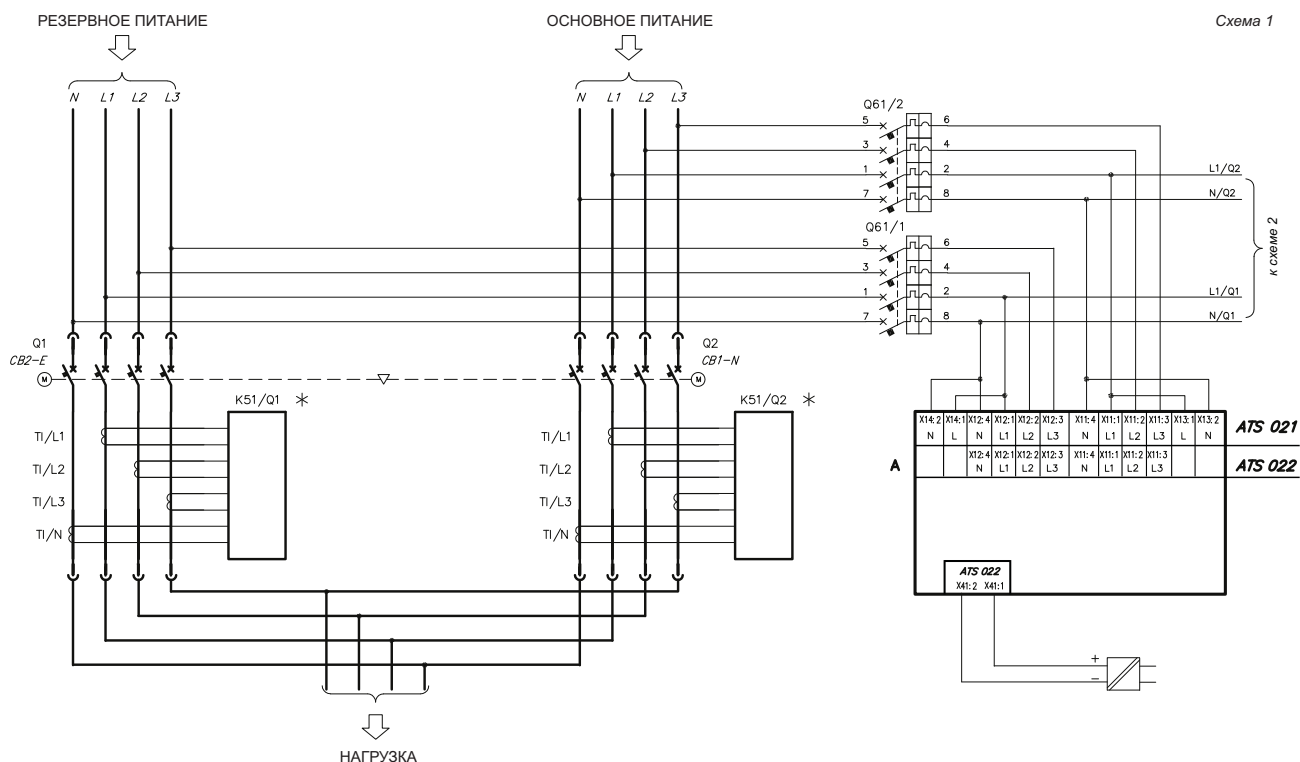 РЕЗЕРВНОЕ ПИТАНИЕ
ОСНОВНОЕ ПИТАНИЕ
Схема 1
N L1 L2 L3
N L1 L2 L3
Q61/2
5 6
3 4
1 2
L1/Q2
7 8
N/Q2
Q61/1
5 6
3 4
1 2
L1/Q1
7 8
N/Q1
к схеме 2
Q1
CB2-E
M
Q2
CB1-N
M
K51/Q1 *
TI/L1
TI/L2
TI/L3
TI/N
K51/Q2 *
TI/L1
TI/L2
TI/L3
TI/N
X14:2 X14:1 X12:4 X12:1 X12:2 X12:3 X11:4 X11:1 X11:2 X11:3 X13:1 X13:2
N L N L1 L2 L3 N L1 L2 L3 L N
ATS 021
A
X12:4 X12:1 X12:2 X12:3 X11:4 X11:1 X11:2 X11:3
N L1 L2 L3 N L1 L2 L3
ATS 022
ATS 022
X41:2 X41:1
+
−
НАГРУЗКА